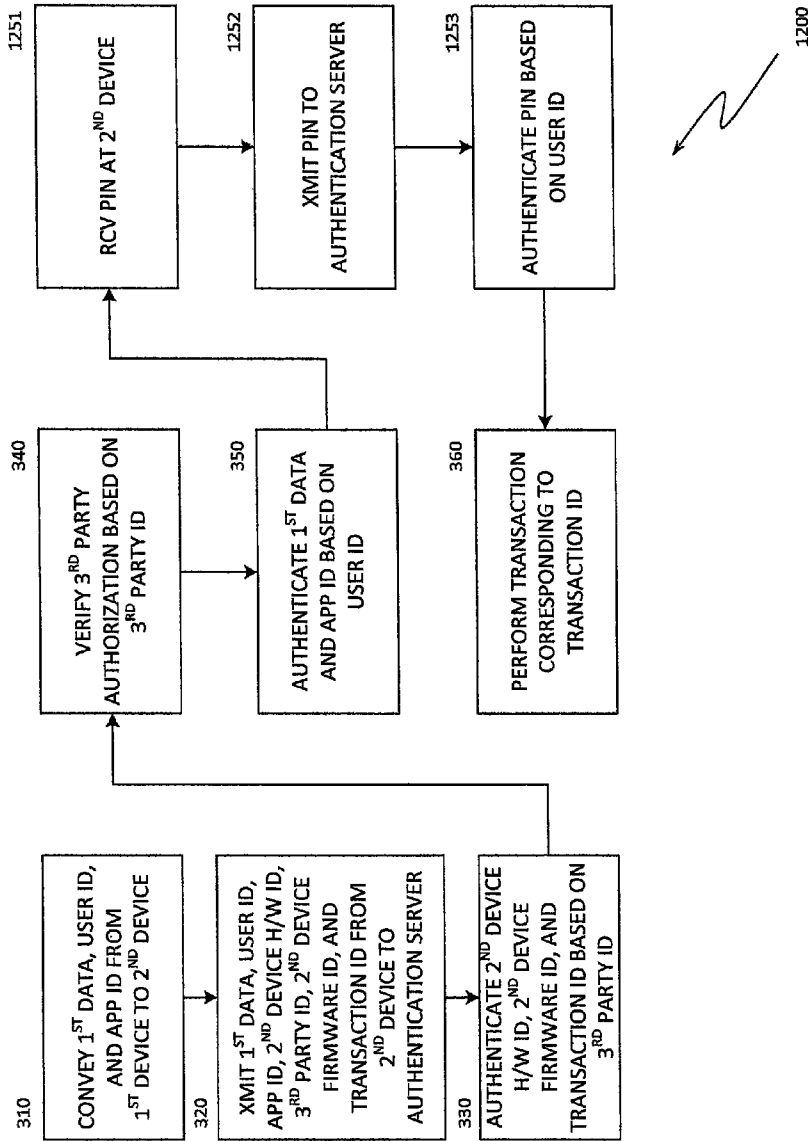 310
CONVEY 1ST DATA, USER ID,
AND APP ID FROM
1ST DEVICE TO 2ND DEVICE
320
XMIT 1ST DATA, USER ID,
APP ID, 2ND DEVICE H/W ID,
3RD PARTY ID, 2ND DEVICE
FIRMWARE ID, AND
TRANSACTION ID FROM
2ND DEVICE TO
AUTHENTICATION SERVER
330
AUTHENTICATE 2ND DEVICE
H/W ID, 2ND DEVICE
FIRMWARE ID, AND
TRANSACTION ID BASED ON
3RD PARTY ID
340
VERIFY 3RD PARTY
AUTHORIZATION BASED ON
3RD PARTY ID
350
AUTHENTICATE 1ST DATA
AND APP ID BASED ON
USER ID
360
PERFORM TRANSACTION
CORRESPONDING TO
TRANSACTION ID
1251
RCV PIN AT 2ND DEVICE
1252
XMIT PIN TO
AUTHENTICATION SERVER
1253
AUTHENTICATE PIN BASED
ON USER ID
1200